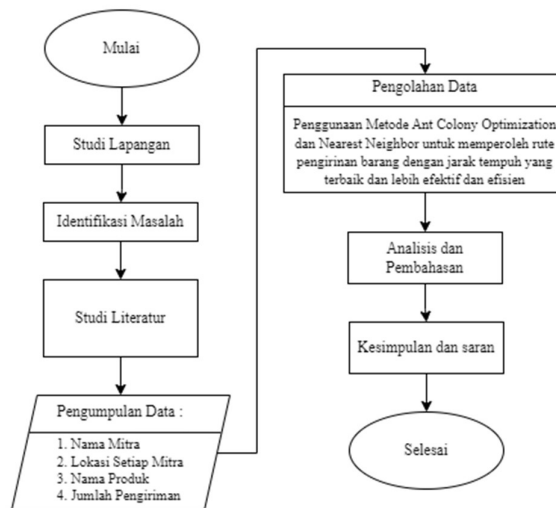 Mulai
Studi Lapangan
Identifikasi Masalah
Studi Literatur
Pengumpulan Data :
1. Nama Mitra
2. Lokasi Setiap Mitra
3. Nama Produk
4. Jumlah Pengiriman
Pengolahan Data
Penggunaan Metode Ant Colony Optimization
dan Nearest Neighbor untuk memperoleh rute
pengirinan barang dengan jarak tempuh yang
terbaik dan lebih efektif dan efisien
Analisis dan
Pembahasan
Kesimpulan dan saran
Selesai